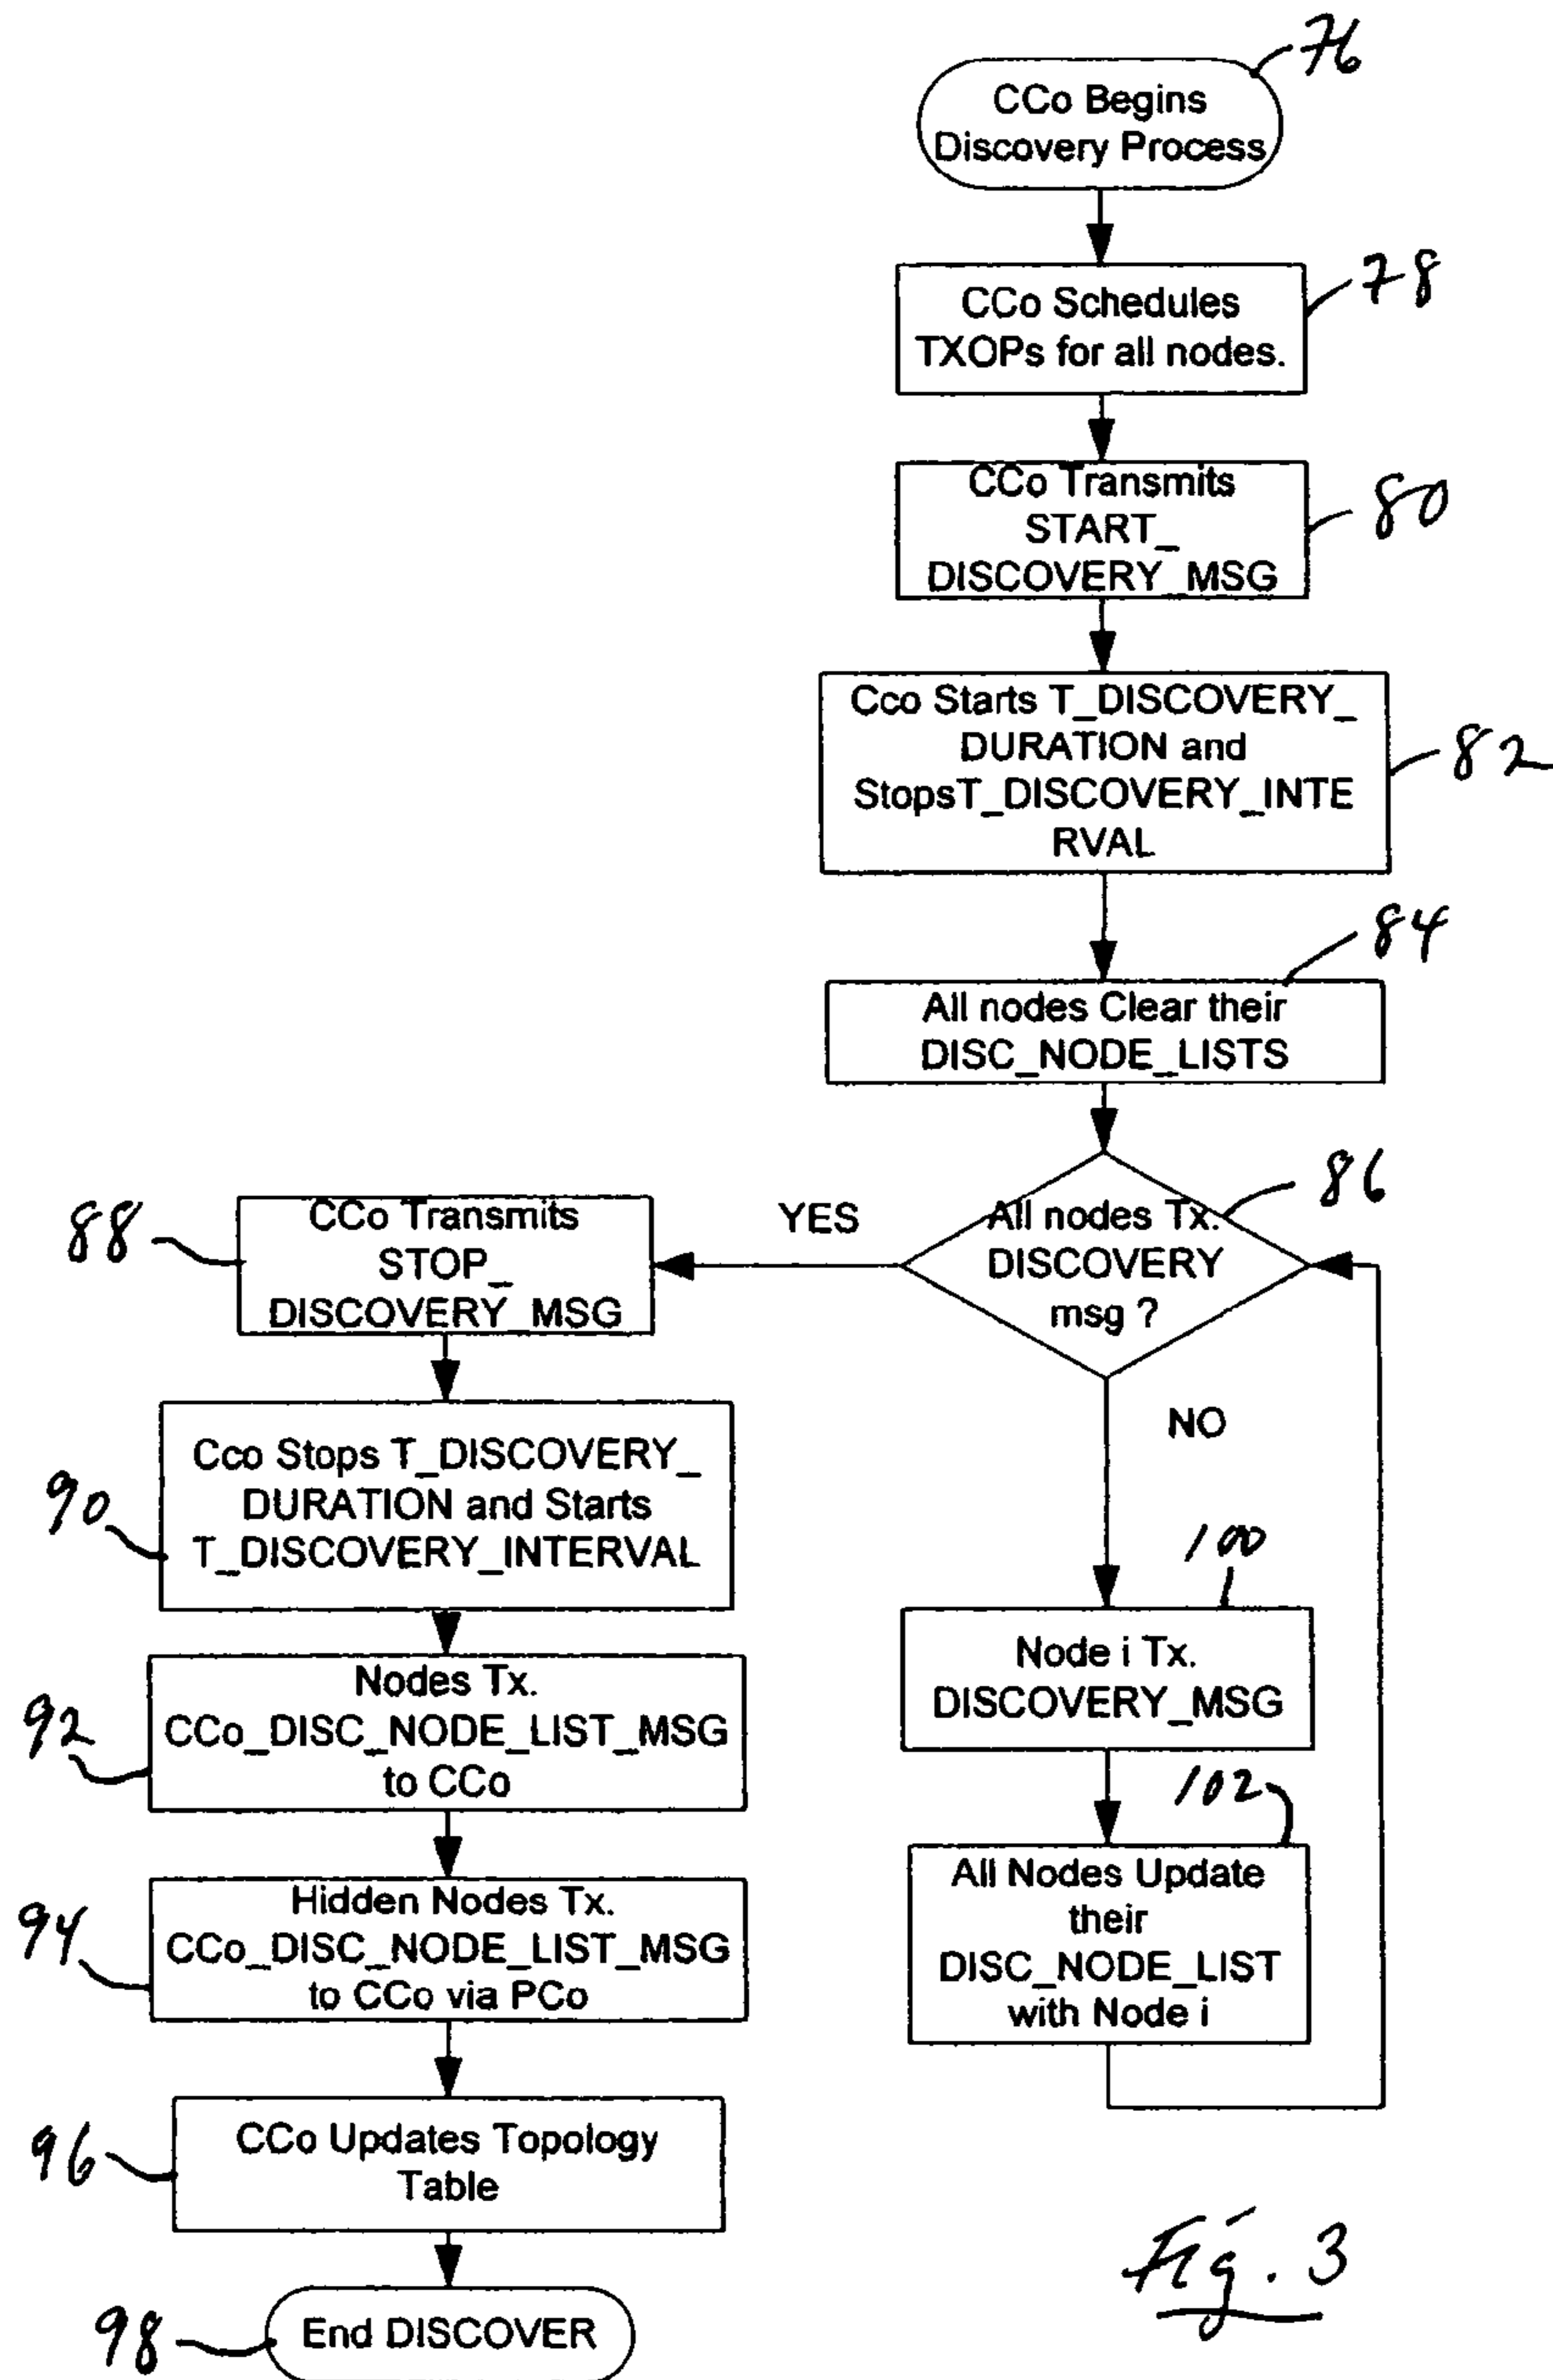 76
CCo Begins
Discovery Process
78
CCo Schedules
TXOPs for all nodes.
80
CCo Transmits
START_
DISCOVERY_MSG
82
Cco Starts T_DISCOVERY_
DURATION and
StopsT_DISCOVERY_INTE
RVAL
84
All nodes Clear their
DISC_NODE_LISTS
86
All nodes Tx.
DISCOVERY
msg ?
YES
88
CCo Transmits
STOP_
DISCOVERY_MSG
90
Cco Stops T_DISCOVERY_
DURATION and Starts
T_DISCOVERY_INTERVAL
92
Nodes Tx.
CCo_DISC_NODE_LIST_MSG
to CCo
94
Hidden Nodes Tx.
CCo_DISC_NODE_LIST_MSG
to CCo via PCo
96
CCo Updates Topology
Table
98
End DISCOVER
NO
100
Node i Tx.
DISCOVERY_MSG
102
All Nodes Update
their
DISC_NODE_LIST
with Node i
Fig. 3